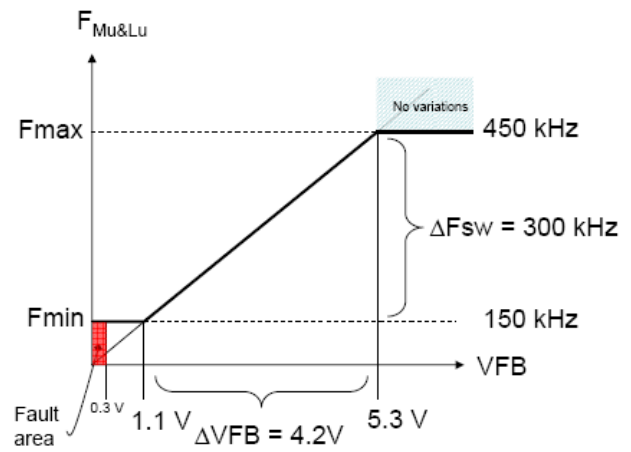 F Mu&Lu
No variations
Fmax
450 kHz
ΔFsw = 300 kHz
Fmin
150 kHz
VFB
Fault
area
0.3 V
1.1 V
ΔVFB = 4.2V
5.3 V